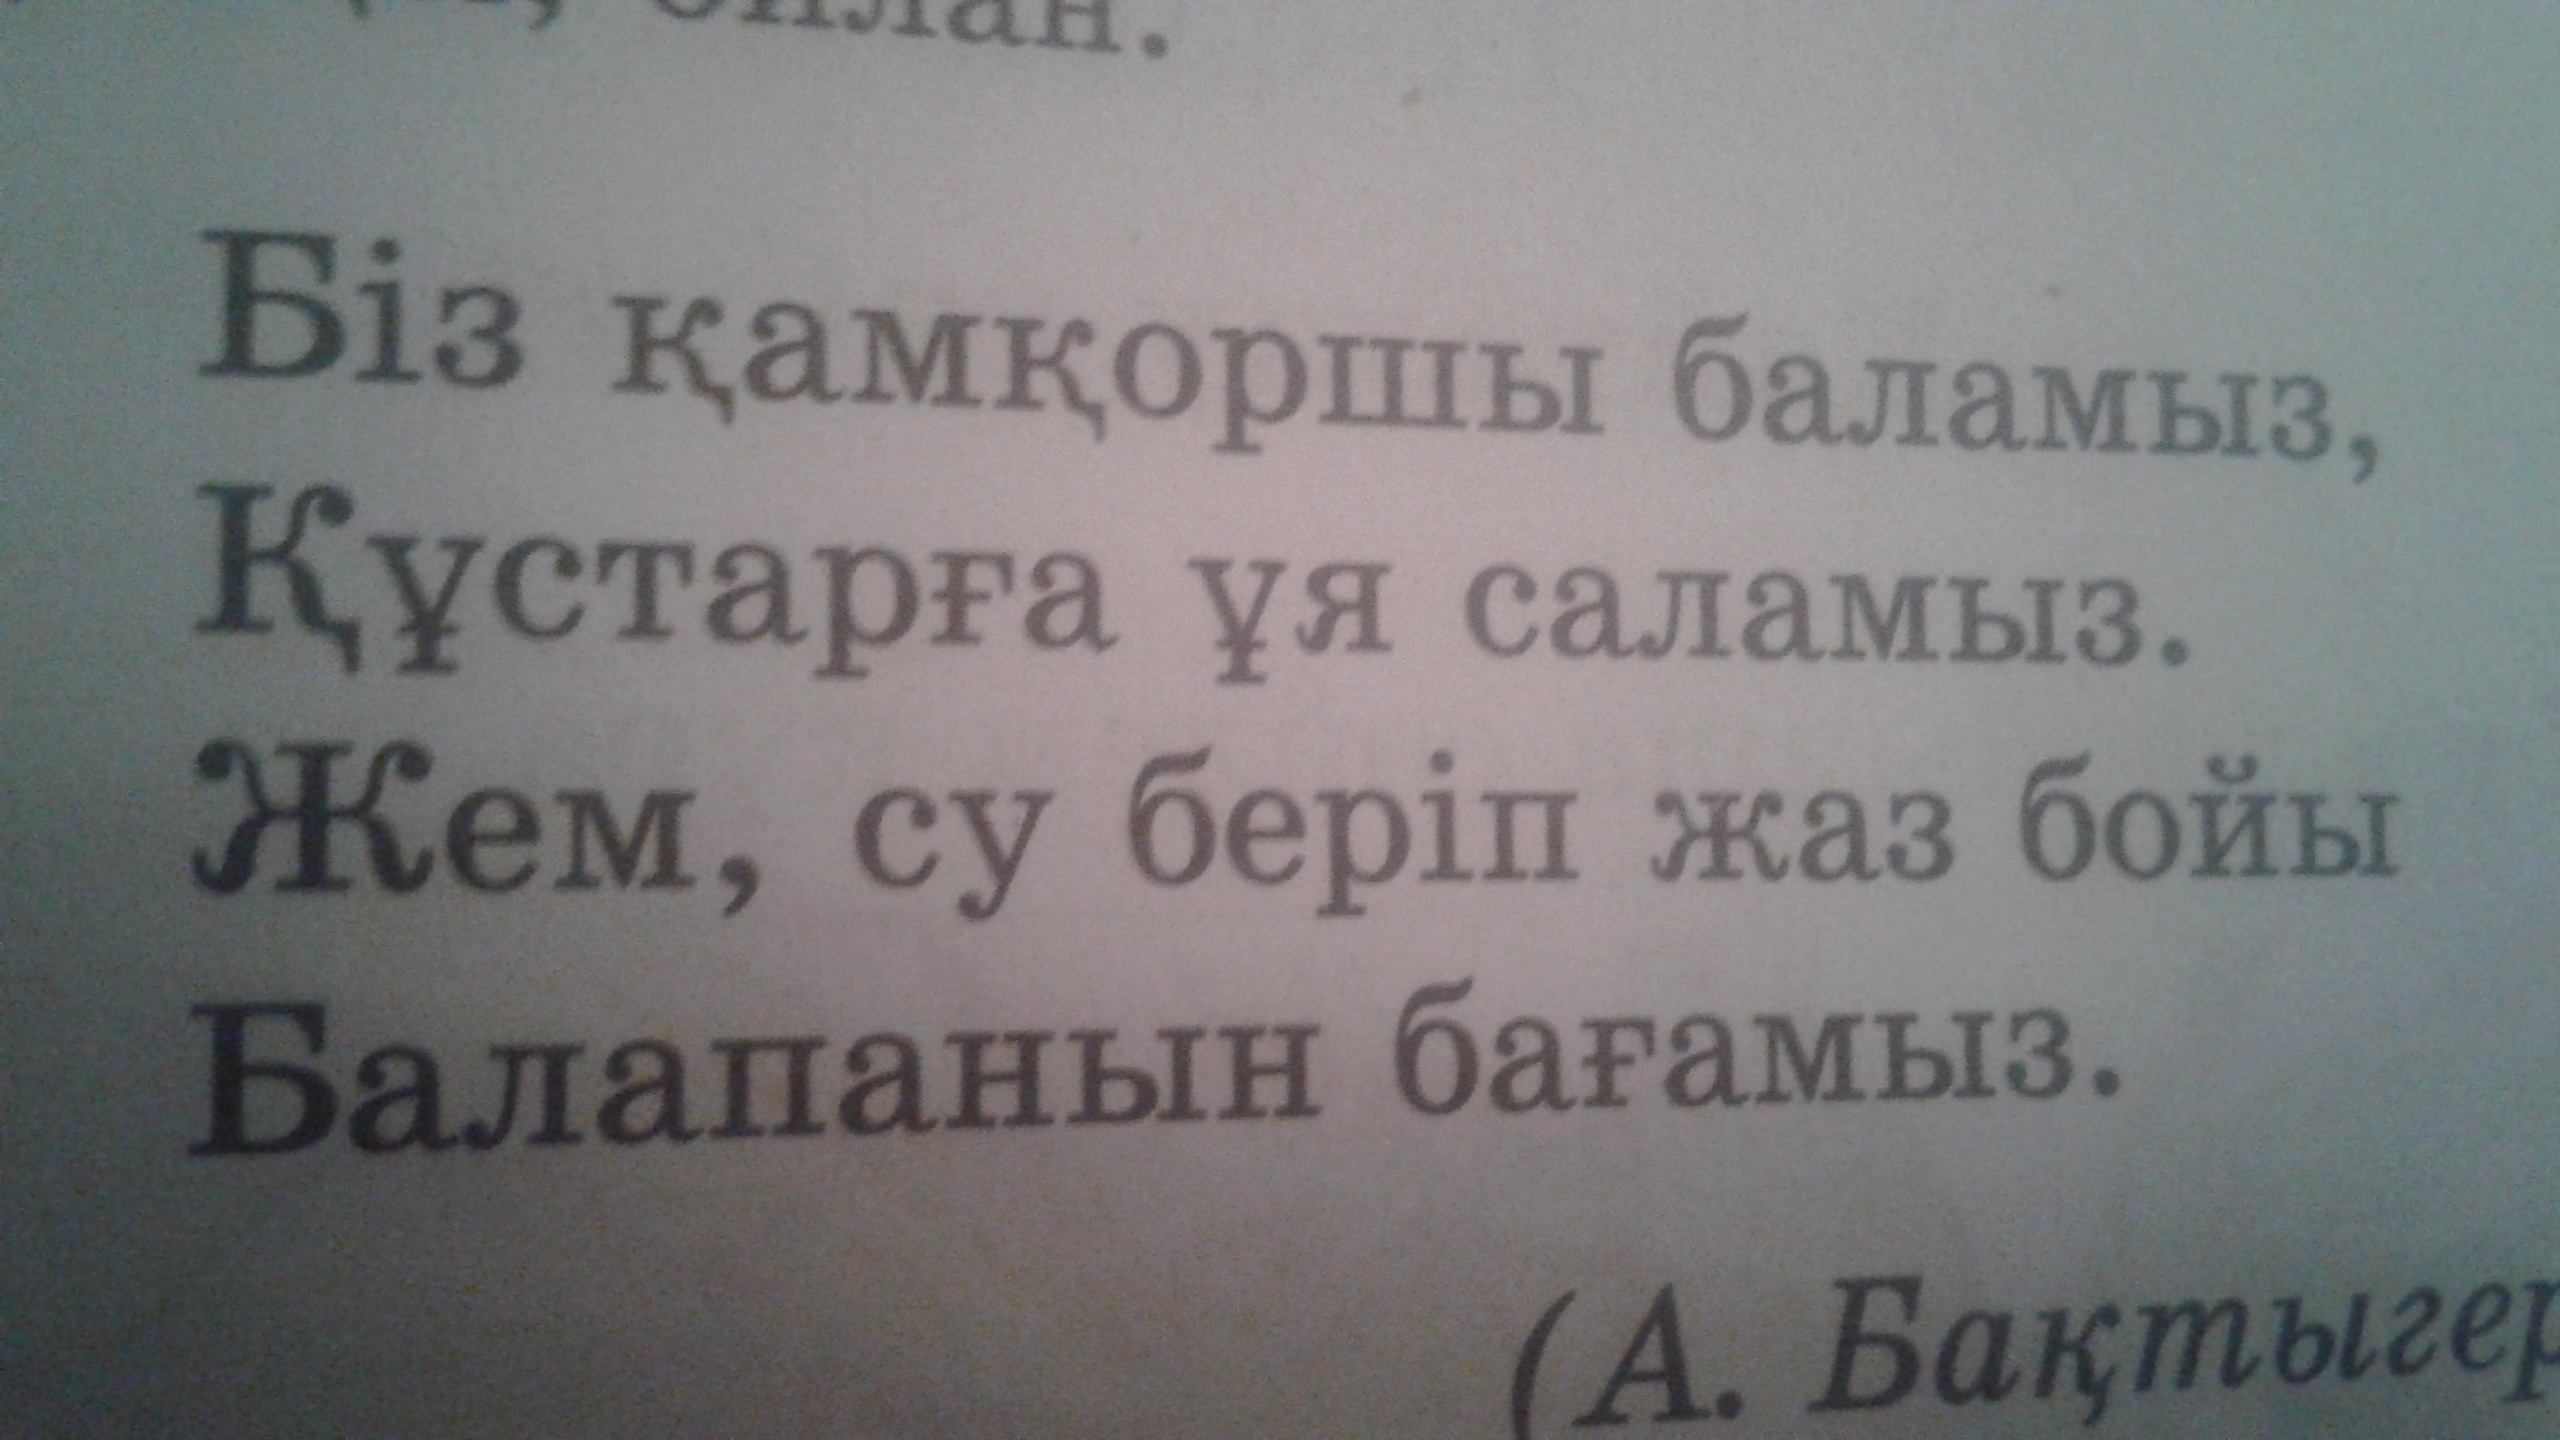 Біз қамқоршы баламыз,
Құстарға ұя саламыз.
Жем, су беріп жаз бойы
Балапанын бағамыз.
(А.